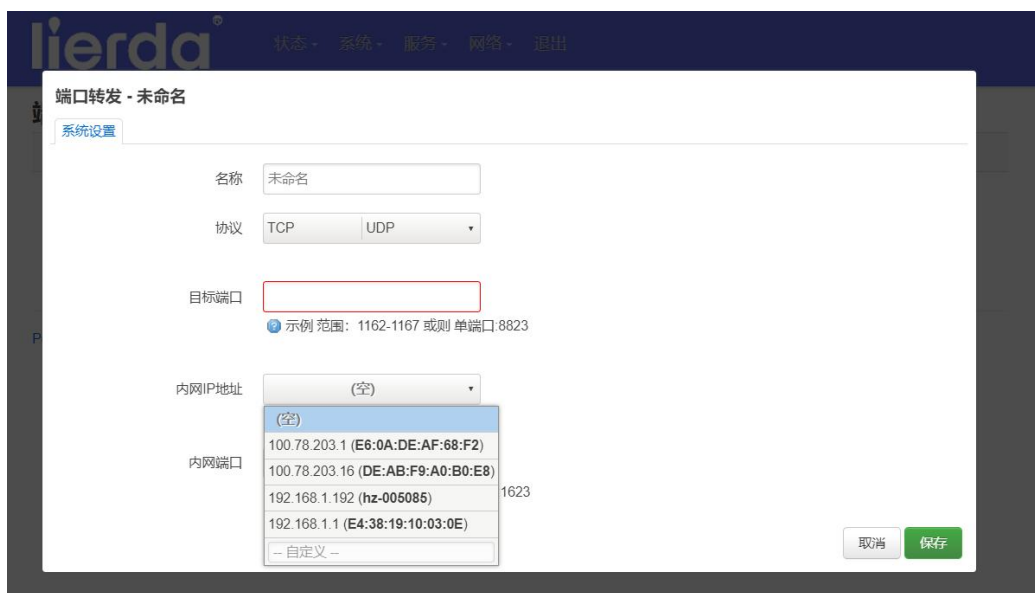 lierda®
状态 系统 服务 网络 退出
端口转发 - 未命名
系统设置
名称 未命名
协议 TCP UDP
目标端口
示例 范围：1162-1167 或则 单端口:8823
P
内网IP地址 (空)
(空)
100.78.203.1 (E6:0A:DE:AF:68:F2)
100.78.203.16 (DE:AB:F9:A0:B0:E8)
内网端口
192.168.1.192 (hz-005085)
1623
192.168.1.1 (E4:38:19:10:03:0E)
-- 自定义 --
取消 保存